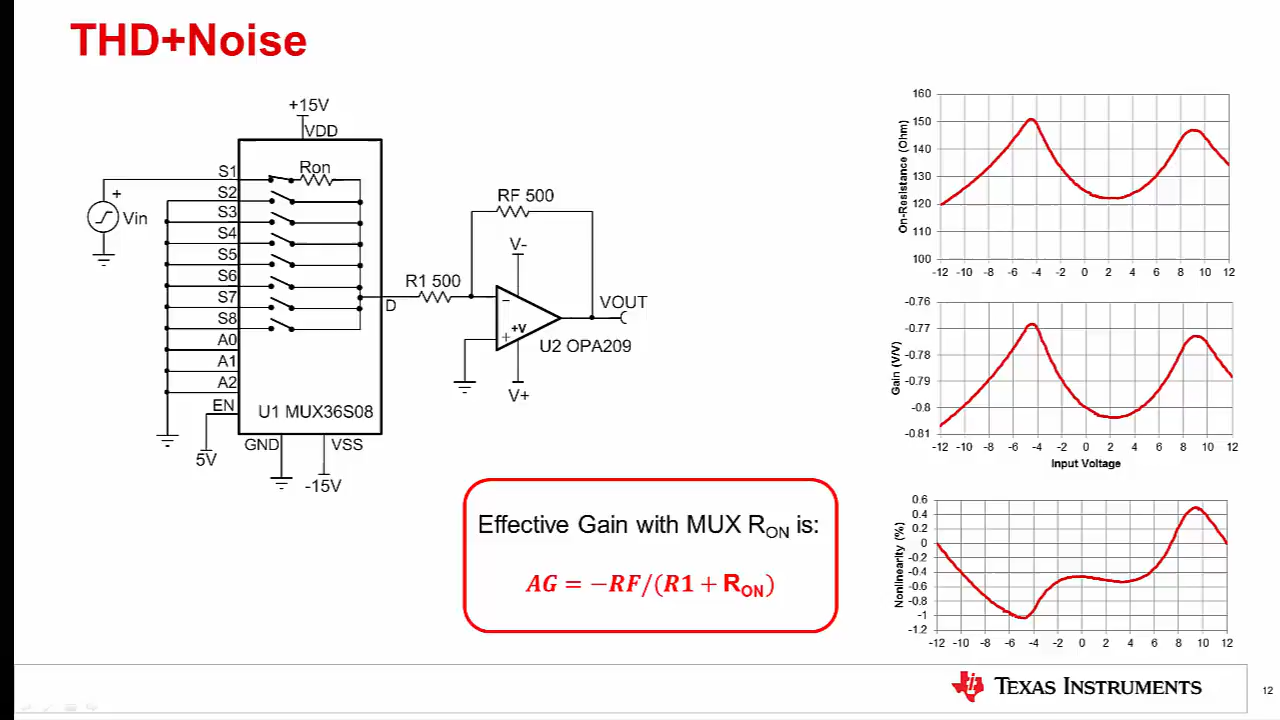 THD+Noise
+15V
VDD
S1
Ron
S2
S3
S4
S5
S6
S7
S8
A0
A1
A2
EN
+
Vin
5V
U1 MUX36S08
GND
VSS
-15V
D
R1 500
RF 500
V-
−
+V
+
V+
VOUT
U2 OPA209
Effective Gain with MUX RON is:
AG = −RF/(R1 + RON)
On-Resistance (Ohm)
160
150
140
130
120
110
100
-12 -10 -8 -6 -4 -2 0 2 4 6 8 10 12
Gain (V/V)
-0.76
-0.77
-0.78
-0.79
-0.8
-0.81
-12 -10 -8 -6 -4 -2 0 2 4 6 8 10 12
Input Voltage
Nonlinearity (%)
0.6
0.4
0.2
0
-0.2
-0.4
-0.6
-0.8
-1
-1.2
-12 -10 -8 -6 -4 -2 0 2 4 6 8 10 12
TEXAS INSTRUMENTS
12